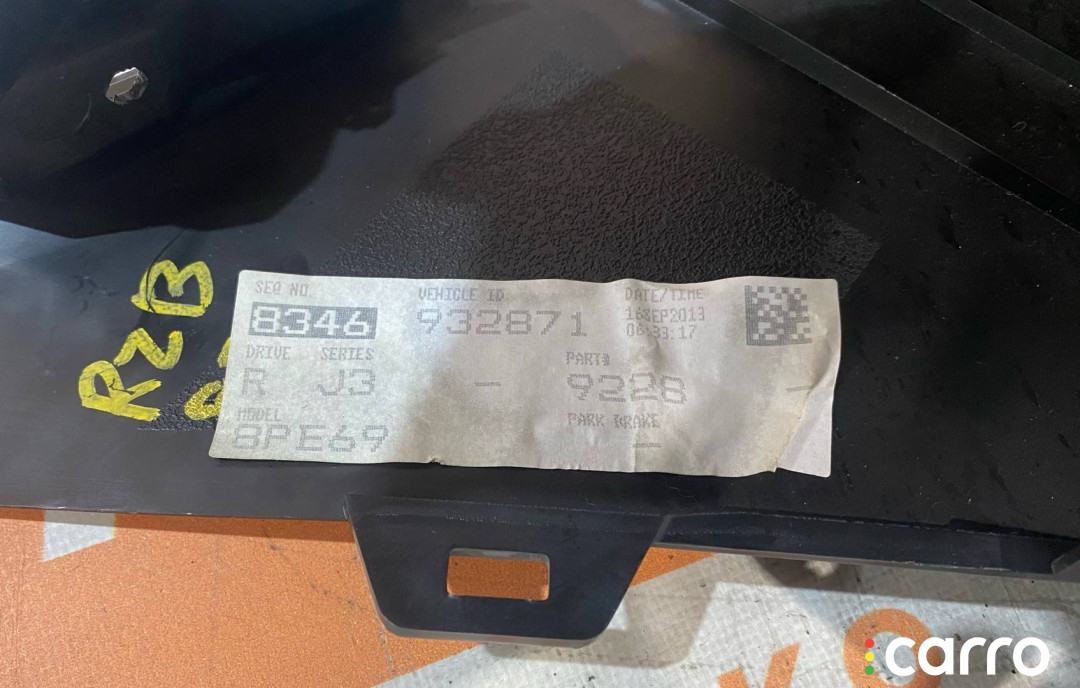 SEQ NO. VEHICLE ID DATE/TIME
8346 932871 16SEP2013
06:33:17
DRIVE SERIES PART#
R J3 - 9228 -
MODEL PARK BRAKE
8PE69 -
RZB
carro